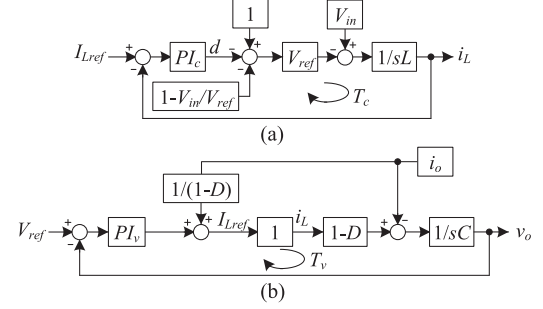 1
V_in
I_Lref
+
-
PI_c
d
-
+
-
V_ref
-
+
1/sL
i_L
1-V_in/V_ref
T_c
(a)
1/(1-D)
i_o
V_ref
+
-
PI_v
+
+
I_Lref
1
i_L
1-D
+
-
1/sC
v_o
T_v
(b)